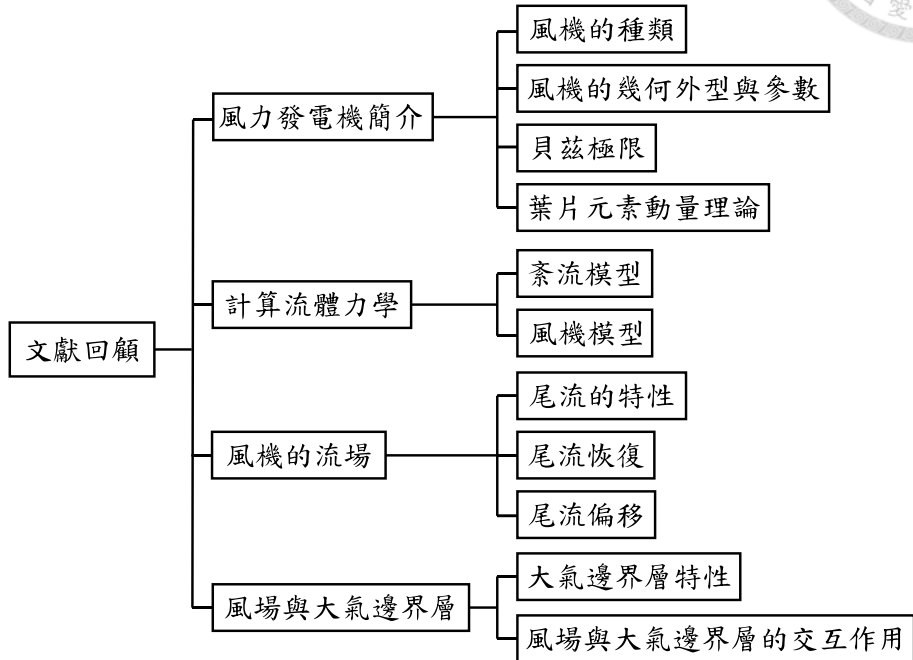 文獻回顧
風力發電機簡介
風機的種類
風機的幾何外型與參數
貝茲極限
葉片元素動量理論
計算流體力學
紊流模型
風機模型
風機的流場
尾流的特性
尾流恢復
尾流偏移
風場與大氣邊界層
大氣邊界層特性
風場與大氣邊界層的交互作用